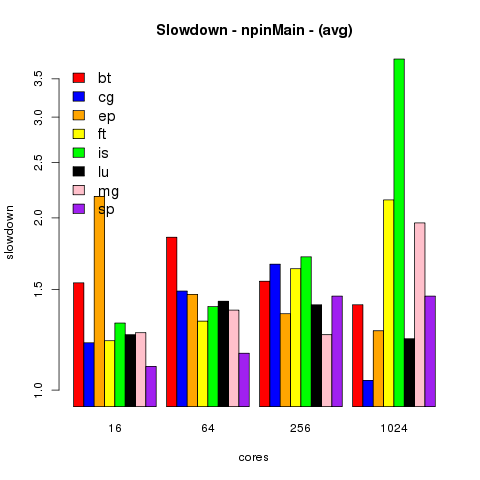 Slowdown - npinMain - (avg)
slowdown
3.5
3.0
2.5
2.0
1.5
1.0
bt
cg
ep
ft
is
lu
mg
sp
16
64
256
1024
cores